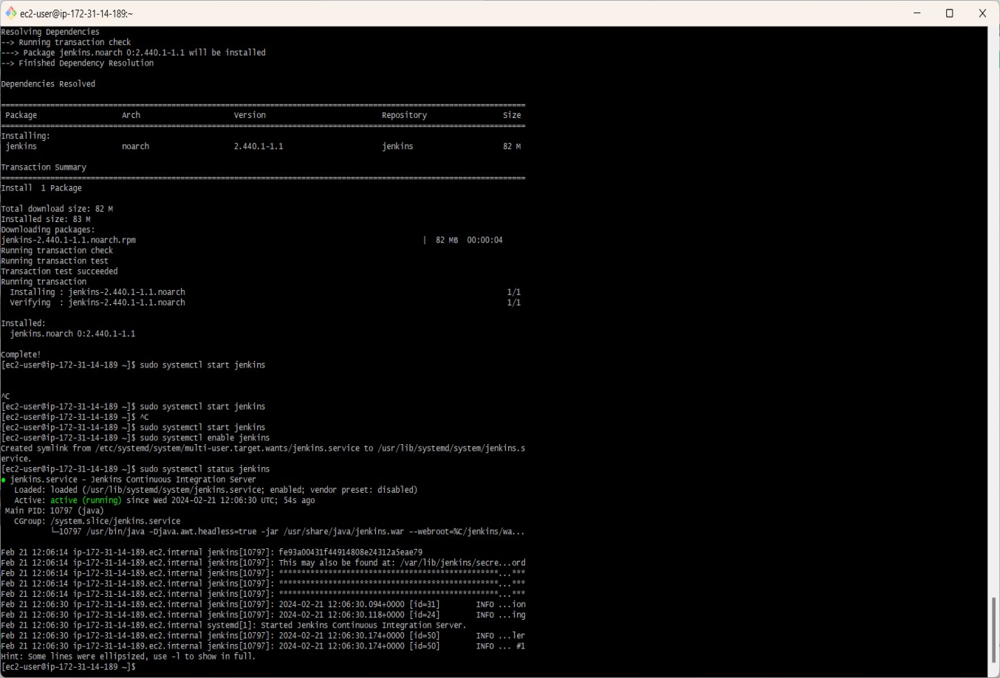 ec2-user@ip-172-31-14-189:~
Resolving Dependencies
--> Running transaction check
---> Package jenkins.noarch 0:2.440.1-1.1 will be installed
--> Finished Dependency Resolution
Dependencies Resolved
================================================================================
Package Arch Version Repository Size
================================================================================
Installing:
jenkins noarch 2.440.1-1.1 jenkins 82 M
Transaction Summary
================================================================================
Install 1 Package
Total download size: 82 M
Installed size: 83 M
Downloading packages:
jenkins-2.440.1-1.1.noarch.rpm | 82 MB 00:00:04
Running transaction check
Running transaction test
Transaction test succeeded
Running transaction
Installing : jenkins-2.440.1-1.1.noarch 1/1
Verifying : jenkins-2.440.1-1.1.noarch 1/1
Installed:
jenkins.noarch 0:2.440.1-1.1
Complete!
[ec2-user@ip-172-31-14-189 ~]$ sudo systemctl start jenkins
^C
[ec2-user@ip-172-31-14-189 ~]$ sudo systemctl start jenkins
[ec2-user@ip-172-31-14-189 ~]$ ^C
[ec2-user@ip-172-31-14-189 ~]$ sudo systemctl start jenkins
[ec2-user@ip-172-31-14-189 ~]$ sudo systemctl enable jenkins
Created symlink from /etc/systemd/system/multi-user.target.wants/jenkins.service to /usr/lib/systemd/system/jenkins.s
ervice.
[ec2-user@ip-172-31-14-189 ~]$ sudo systemctl status jenkins
● jenkins.service - Jenkins Continuous Integration Server
Loaded: loaded (/usr/lib/systemd/system/jenkins.service; enabled; vendor preset: disabled)
Active: active (running) since Wed 2024-02-21 12:06:30 UTC; 54s ago
Main PID: 10797 (java)
CGroup: /system.slice/jenkins.service
└─10797 /usr/bin/java -Djava.awt.headless=true -jar /usr/share/java/jenkins.war --webroot=%C/jenkins/wa...
Feb 21 12:06:14 ip-172-31-14-189.ec2.internal jenkins[10797]: fe93a00431f44914808e24312a5eae79
Feb 21 12:06:14 ip-172-31-14-189.ec2.internal jenkins[10797]: This may also be found at: /var/lib/jenkins/secre...ord
Feb 21 12:06:14 ip-172-31-14-189.ec2.internal jenkins[10797]: *************************************************...***
Feb 21 12:06:14 ip-172-31-14-189.ec2.internal jenkins[10797]: *************************************************...***
Feb 21 12:06:14 ip-172-31-14-189.ec2.internal jenkins[10797]: *************************************************...***
Feb 21 12:06:30 ip-172-31-14-189.ec2.internal jenkins[10797]: 2024-02-21 12:06:30.094+0000 [id=31] INFO ...ion
Feb 21 12:06:30 ip-172-31-14-189.ec2.internal jenkins[10797]: 2024-02-21 12:06:30.118+0000 [id=24] INFO ...ing
Feb 21 12:06:30 ip-172-31-14-189.ec2.internal systemd[1]: Started Jenkins Continuous Integration Server.
Feb 21 12:06:30 ip-172-31-14-189.ec2.internal jenkins[10797]: 2024-02-21 12:06:30.174+0000 [id=50] INFO ...ler
Feb 21 12:06:30 ip-172-31-14-189.ec2.internal jenkins[10797]: 2024-02-21 12:06:30.174+0000 [id=50] INFO ... #1
Hint: Some lines were ellipsized, use -l to show in full.
[ec2-user@ip-172-31-14-189 ~]$